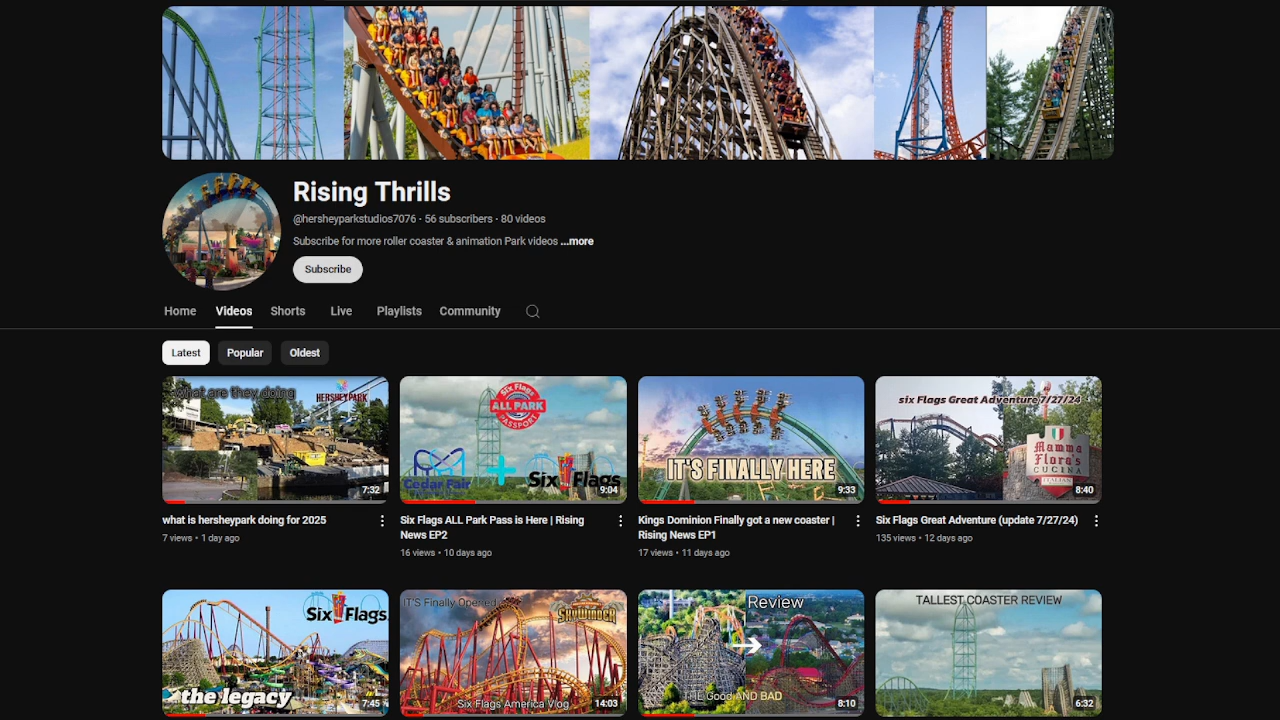 Rising Thrills
@hersheyparkstudios7076 · 56 subscribers · 80 videos
Subscribe for more roller coaster & animation Park videos ...more
Subscribe
Home Videos Shorts Live Playlists Community
Latest Popular Oldest
what are they doing
HERSHEYPARK
7:32
Six Flags
ALL PARK
PASSPORT
Cedar Fair
+
Six Flags
9:04
IT'S FINALLY HERE
9:33
six Flags Great Adventure 7/27/24
Mamma
Flora's
CUCINA
ITALIAN
8:40
what is hersheypark doing for 2025
7 views • 1 day ago
Six Flags ALL Park Pass is Here | Rising
News EP2
16 views • 10 days ago
Kings Dominion Finally got a new coaster |
Rising News EP1
17 views • 11 days ago
Six Flags Great Adventure (update 7/27/24)
135 views • 12 days ago
Six Flags
the legacy
7:45
IT'S Finally Opened
SKYWINDER
Six Flags America Vlog
14:03
Review
THE Good AND BAD
8:10
TALLEST COASTER REVIEW
6:32